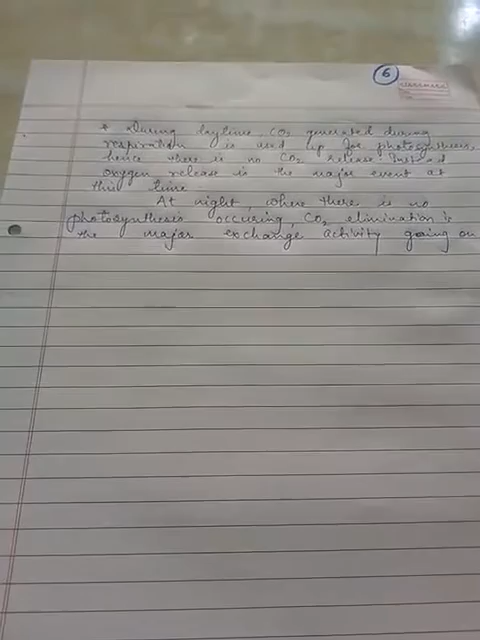 6
* During daytime, CO2 generated during
respiration is used up for photosynthesis,
hence there is no CO2 release. Instead
oxygen release is the major event at
this time
At night, where there is no
photosynthesis occuring, CO2 elimination is
the major exchange activity going on